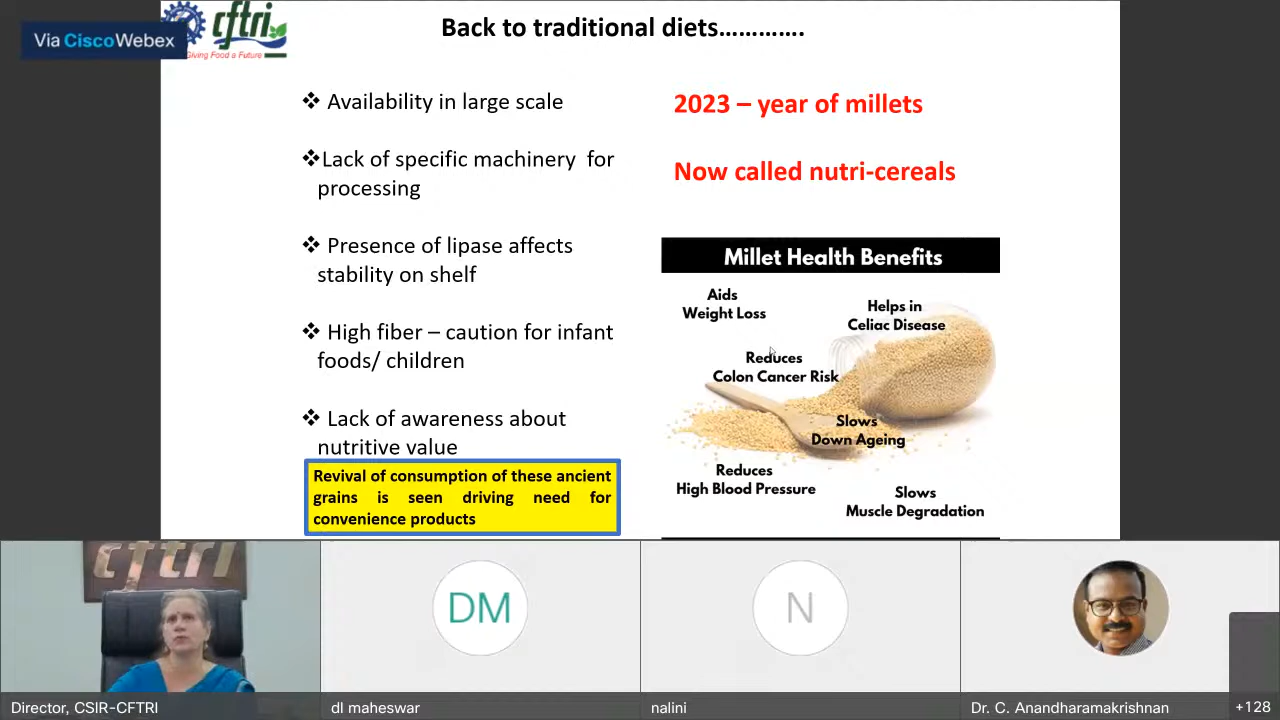 Via Cisco Webex
cftri
Giving Food a Future
Back to traditional diets………….
❖ Availability in large scale
❖Lack of specific machinery for
processing
❖ Presence of lipase affects
stability on shelf
❖ High fiber – caution for infant
foods/ children
❖ Lack of awareness about
nutritive value
Revival of consumption of these ancient
grains is seen driving need for
convenience products
2023 – year of millets
Now called nutri-cereals
Millet Health Benefits
Aids
Weight Loss
Helps in
Celiac Disease
Reduces
Colon Cancer Risk
Slows
Down Ageing
Reduces
High Blood Pressure
Slows
Muscle Degradation
cftri
DM
N
Director, CSIR-CFTRI
dl maheswar
nalini
Dr. C. Anandharamakrishnan
+128